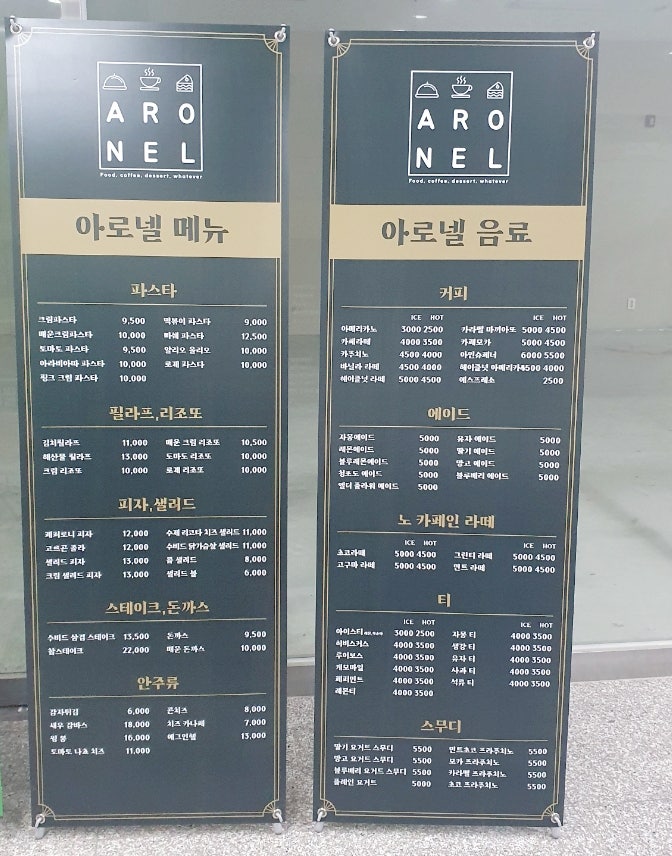 ARO
NEL
Food, coffee, dessert, whatever
아로넬 메뉴
파스타
크림파스타 9,500 떡볶이 파스타 9,000
매운크림파스타 10,000 파쉐 파스타 12,500
토마토 파스타 9,500 알리오 올리오 10,000
아라비아따 파스타 10,000 로제 파스타 10,000
핑크 크림 파스타 10,000
필라프,리조또
김치필라프 11,000 매운 크림 리조또 10,500
해산물 필라프 13,000 토마토 리조또 10,000
크림 리조또 10,000 로제 리조또 10,000
피자,샐러드
페퍼로니 피자 12,000 수제 리코타 치즈 샐러드 11,000
고르곤 졸라 12,000 수비드 닭가슴살 샐러드 11,000
샐러드 피자 13,000 콥 샐러드 8,000
크림 샐러드 피자 13,000 샐러드 볼 6,000
스테이크,돈까스
수비드 삼겹 스테이크 13,500 돈까스 9,500
찹스테이크 22,000 매운 돈까스 10,000
안주류
감자튀김 6,000 콘치즈 8,000
새우 감바스 18,000 치즈 카나페 7,000
윙 봉 16,000 에그인헬 13,000
토마토 나쵸 치즈 11,000
ARO
NEL
Food, coffee, dessert, whatever
아로넬 음료
커피
ICE HOT ICE HOT
아메리카노 3000 2500 카라멜 마끼아또 5000 4500
카페라떼 4000 3500 카페모카 5000 4500
카푸치노 4500 4000 아인슈페너 6000 5500
바닐라 라떼 4500 4000 헤이즐넛 아메리카노 4500 4000
헤이즐넛 라떼 5000 4500 에스프레소 2500
에이드
자몽에이드 5000 유자 에이드 5000
레몬에이드 5000 딸기 에이드 5000
블루레몬에이드 5000 망고 에이드 5000
청포도 에이드 5000 블루베리 에이드 5000
엘더 플라워 에이드 5000
노 카페인 라떼
ICE HOT ICE HOT
초코라떼 5000 4500 그린티 라떼 5000 4500
고구마 라떼 5000 4500 민트 라떼 5000 4500
티
ICE HOT ICE HOT
아이스티 3000 2500 자몽 티 4000 3500
히비스커스 4000 3500 생강 티 4000 3500
루이보스 4000 3500 유자 티 4000 3500
캐모마일 4000 3500 사과 티 4000 3500
페퍼민트 4000 3500 석류 티 4000 3500
레몬티 4000 3500
스무디
딸기 요거트 스무디 5500 민트초코 프라푸치노 5500
망고 요거트 스무디 5500 모카 프라푸치노 5500
블루베리 요거트 스무디 5500 카라멜 프라푸치노 5500
플레인 요거트 5000 초코 프라푸치노 5500